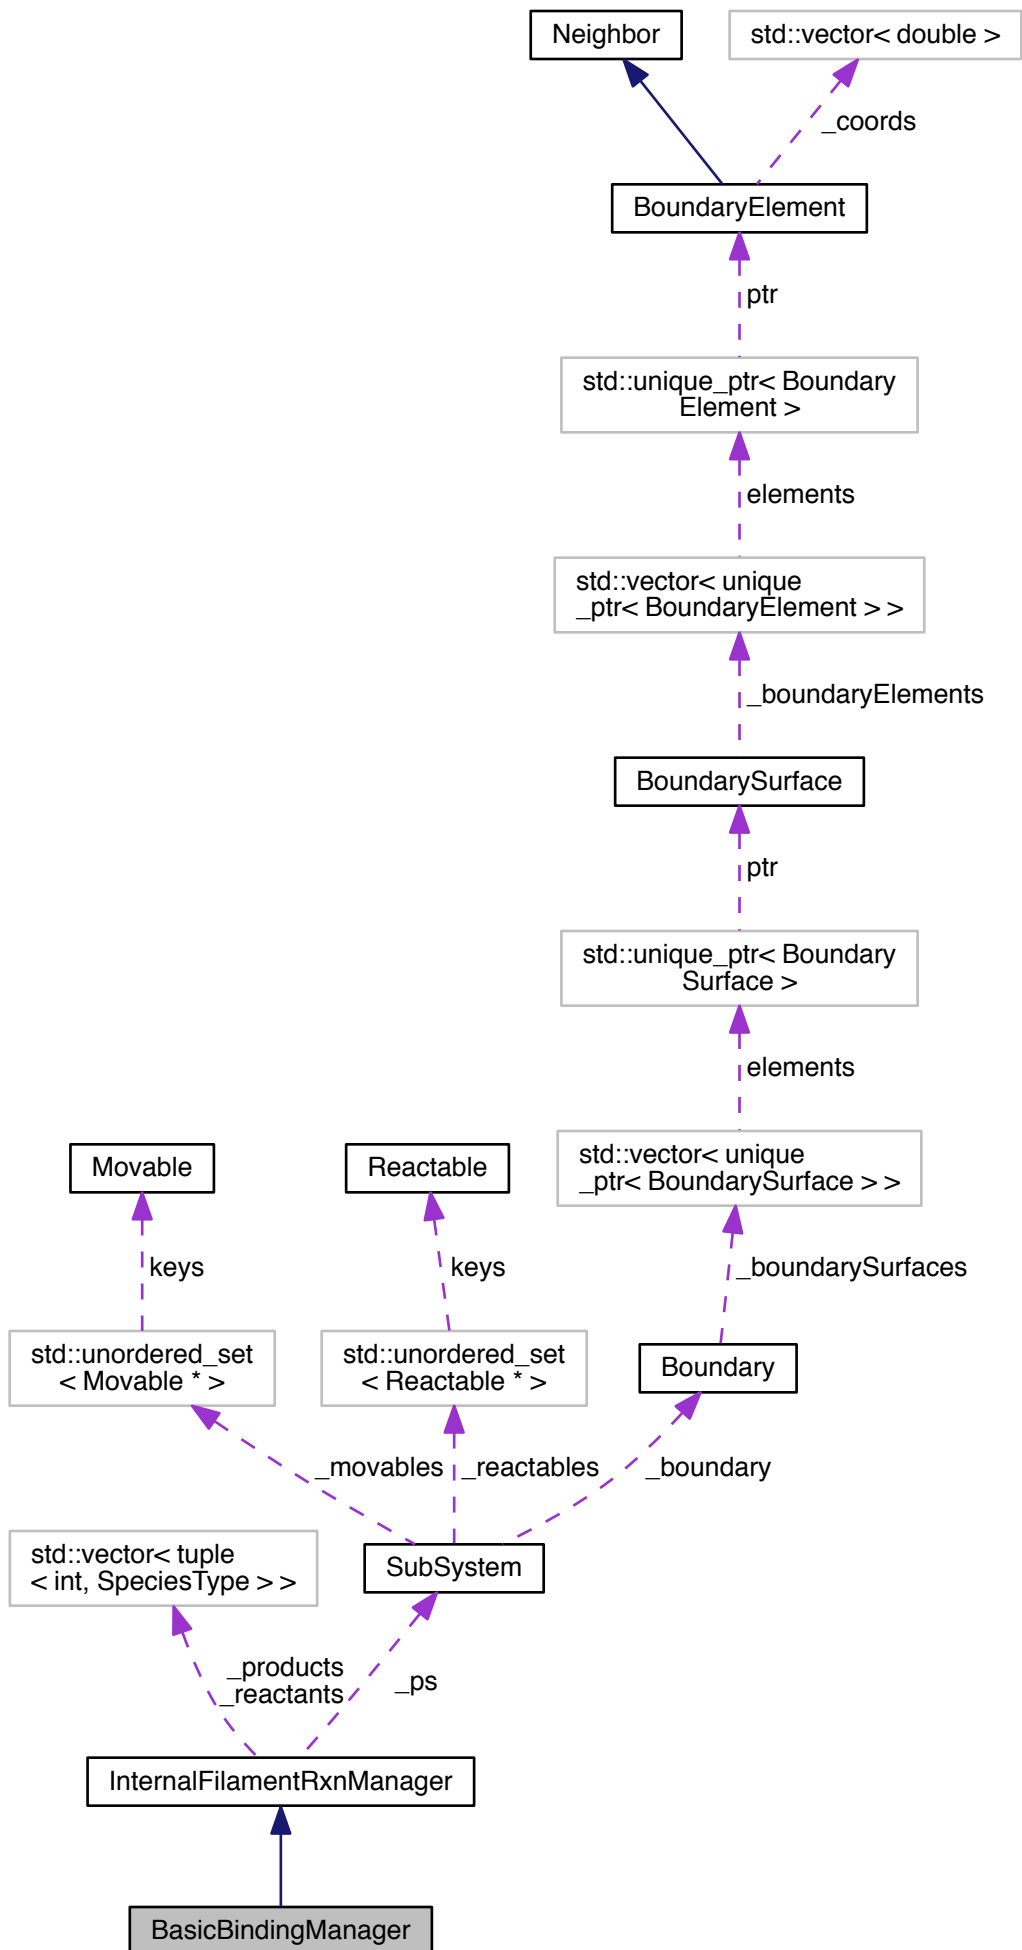 Neighbor
std::vector< double >
_coords
BoundaryElement
ptr
std::unique_ptr< Boundary
Element >
elements
std::vector< unique
_ptr< BoundaryElement > >
_boundaryElements
BoundarySurface
ptr
std::unique_ptr< Boundary
Surface >
elements
Movable
Reactable
std::vector< unique
_ptr< BoundarySurface > >
keys
keys
_boundarySurfaces
std::unordered_set
< Movable * >
std::unordered_set
< Reactable * >
Boundary
_movables
_reactables
_boundary
std::vector< tuple
< int, SpeciesType > >
SubSystem
_products
_reactants
_ps
InternalFilamentRxnManager
BasicBindingManager